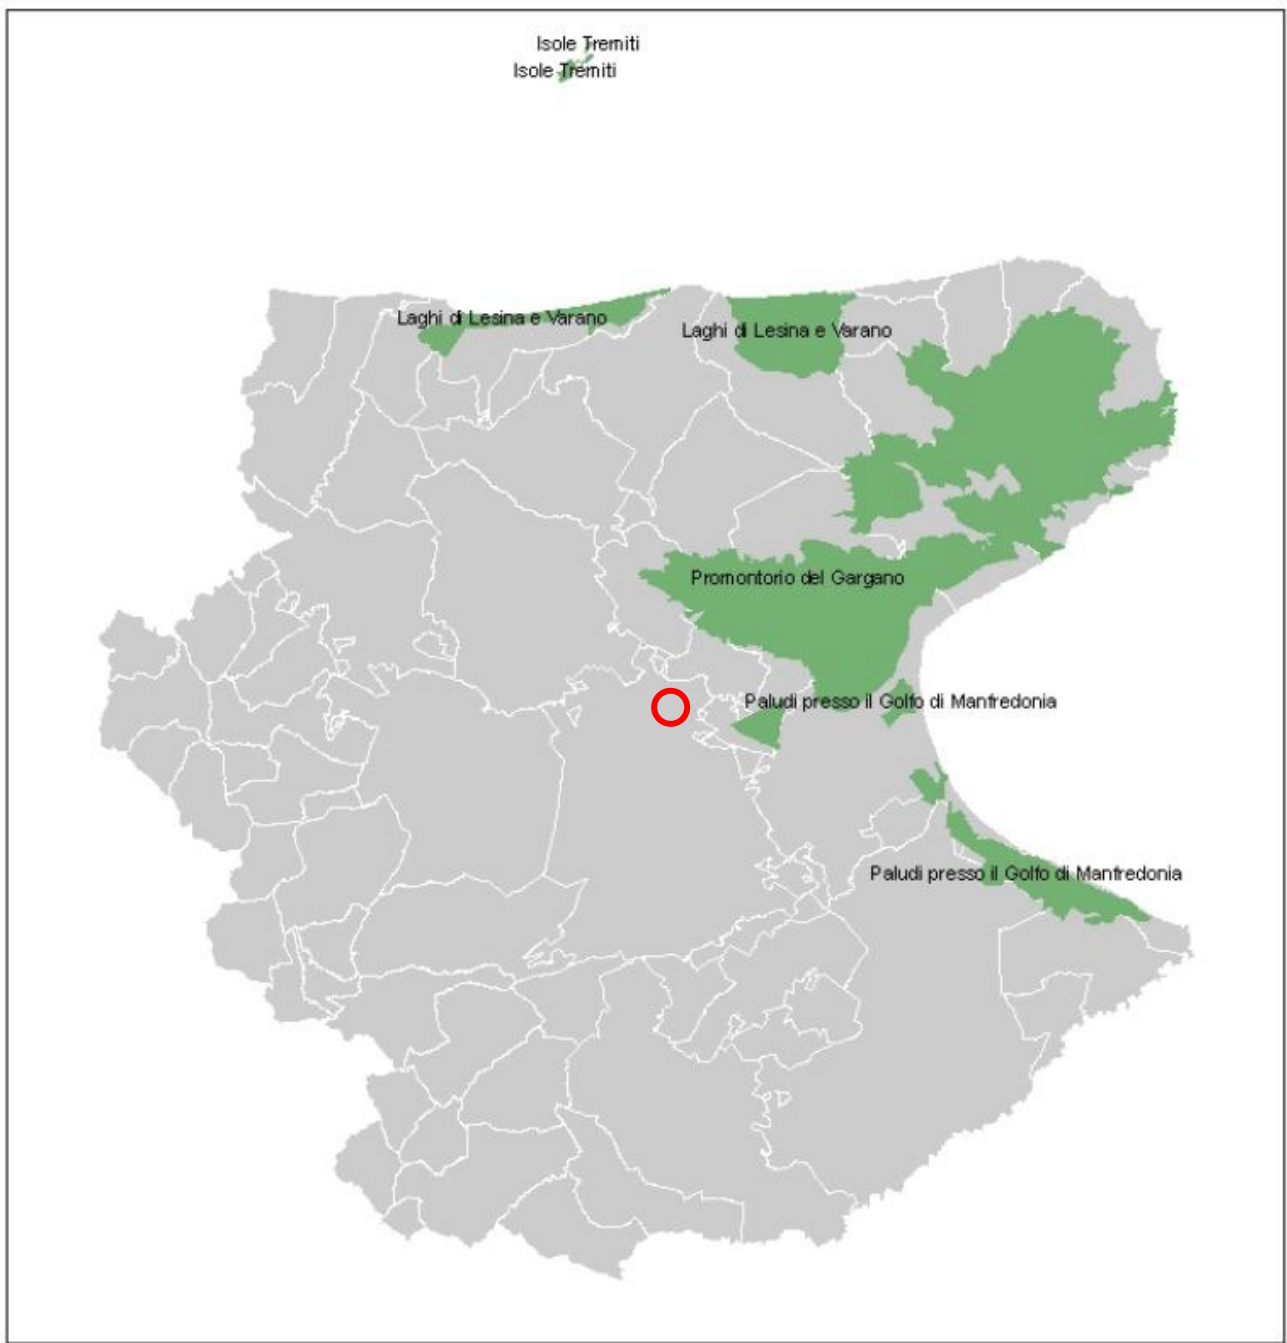 Isole Tremiti
Isole Tremiti
Laghi di Lesina e Varano
Laghi di Lesina e Varano
Promontorio del Gargano
Paludi presso il Golfo di Manfredonia
Paludi presso il Golfo di Manfredonia